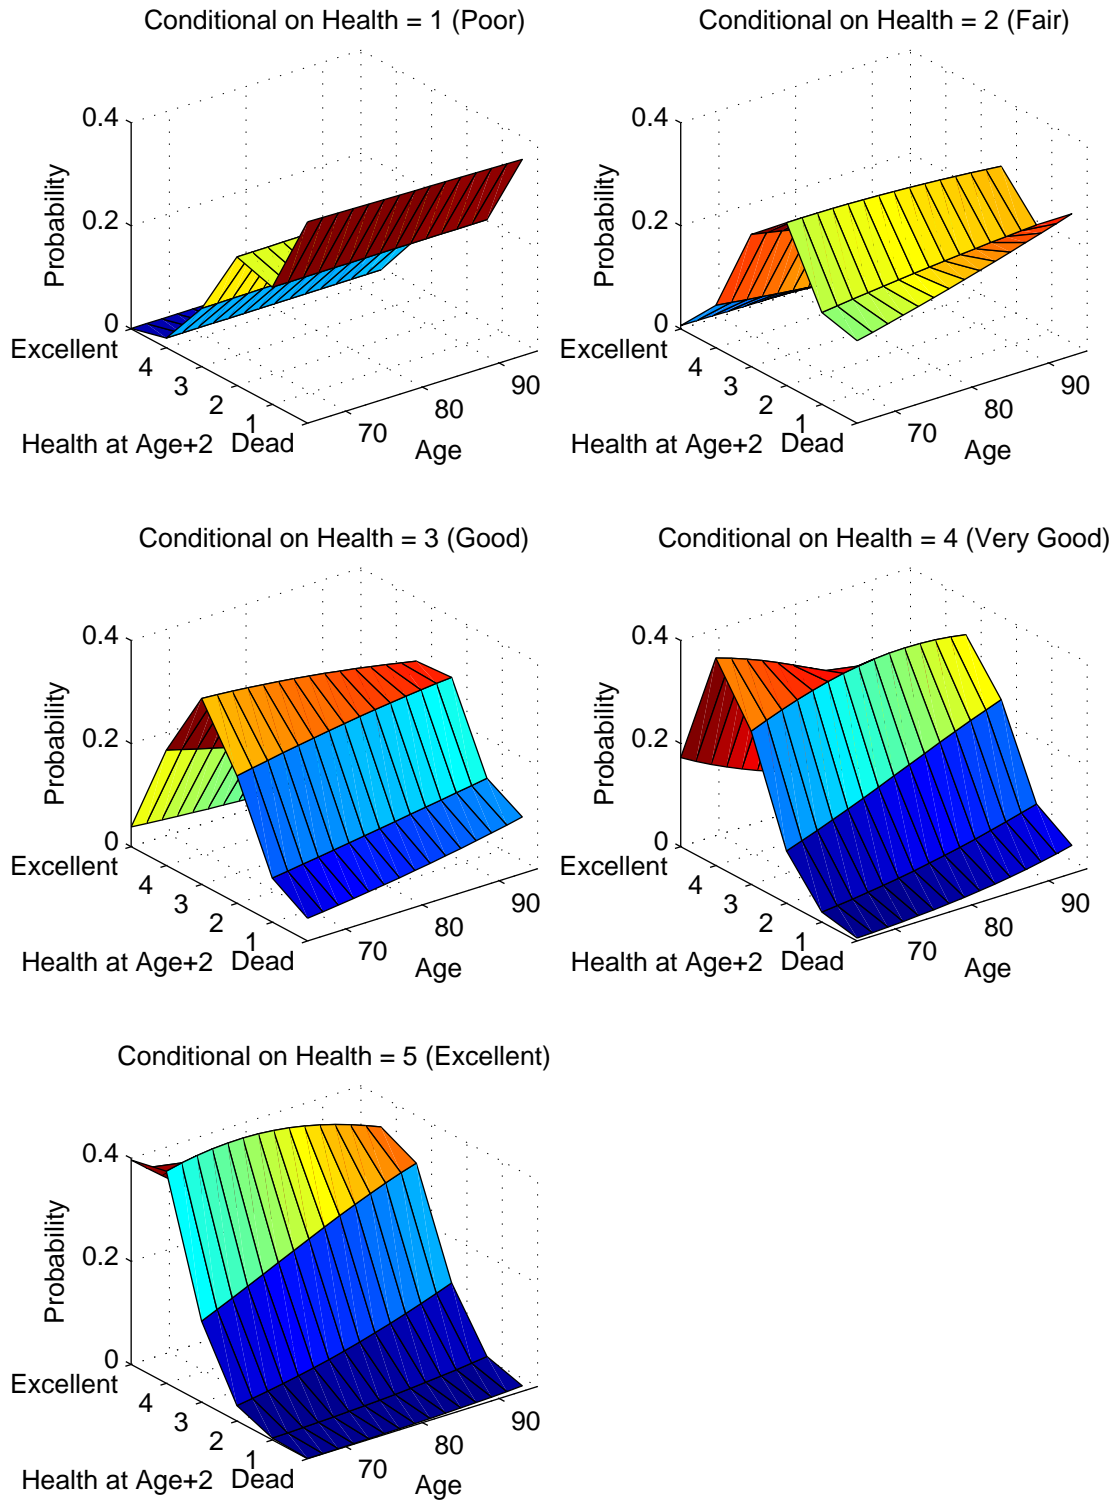 Conditional on Health = 1 (Poor)
0.4
0.2
0
Probability
Excellent
4
3
2
1
Dead
Health at Age+2
70
80
90
Age
Conditional on Health = 2 (Fair)
0.4
0.2
0
Probability
Excellent
4
3
2
1
Dead
Health at Age+2
70
80
90
Age
Conditional on Health = 3 (Good)
0.4
0.2
0
Probability
Excellent
4
3
2
1
Dead
Health at Age+2
70
80
90
Age
Conditional on Health = 4 (Very Good)
0.4
0.2
0
Probability
Excellent
4
3
2
1
Dead
Health at Age+2
70
80
90
Age
Conditional on Health = 5 (Excellent)
0.4
0.2
0
Probability
Excellent
4
3
2
1
Dead
Health at Age+2
70
80
90
Age